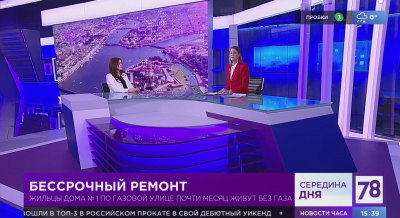 ПРОБКИ 3 0°
БЕССРОЧНЫЙ РЕМОНТ
ЖИЛЬЦЫ ДОМА №1 ПО ГАЗОВОЙ УЛИЦЕ ПОЧТИ МЕСЯЦ ЖИВУТ БЕЗ ГАЗА
СЕРЕДИНА
ДНЯ
78
ОШЛИ В ТОП-3 В РОССИЙСКОМ ПРОКАТЕ В СВОЙ ДЕБЮТНЫЙ УИКЕНД
НОВОСТИ ЧАСА
15:39